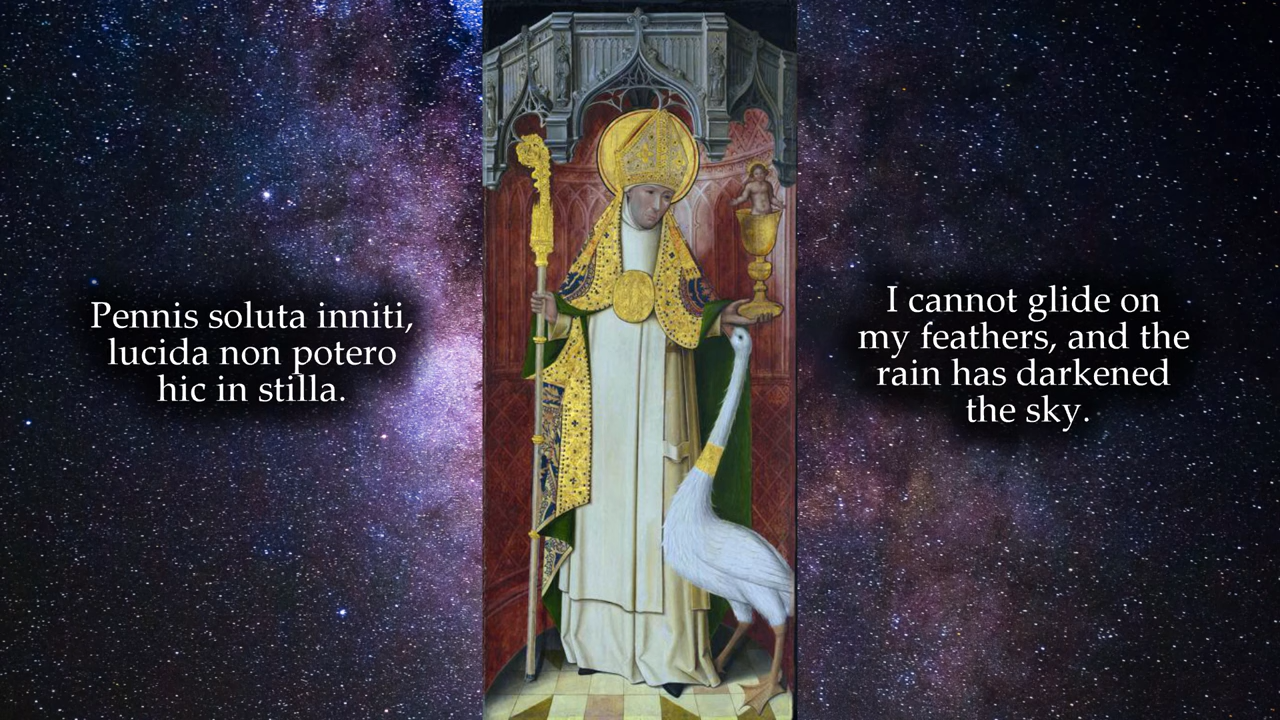 Pennis soluta inniti,
lucida non potero
hic in stilla.
I cannot glide on
my feathers, and the
rain has darkened
the sky.